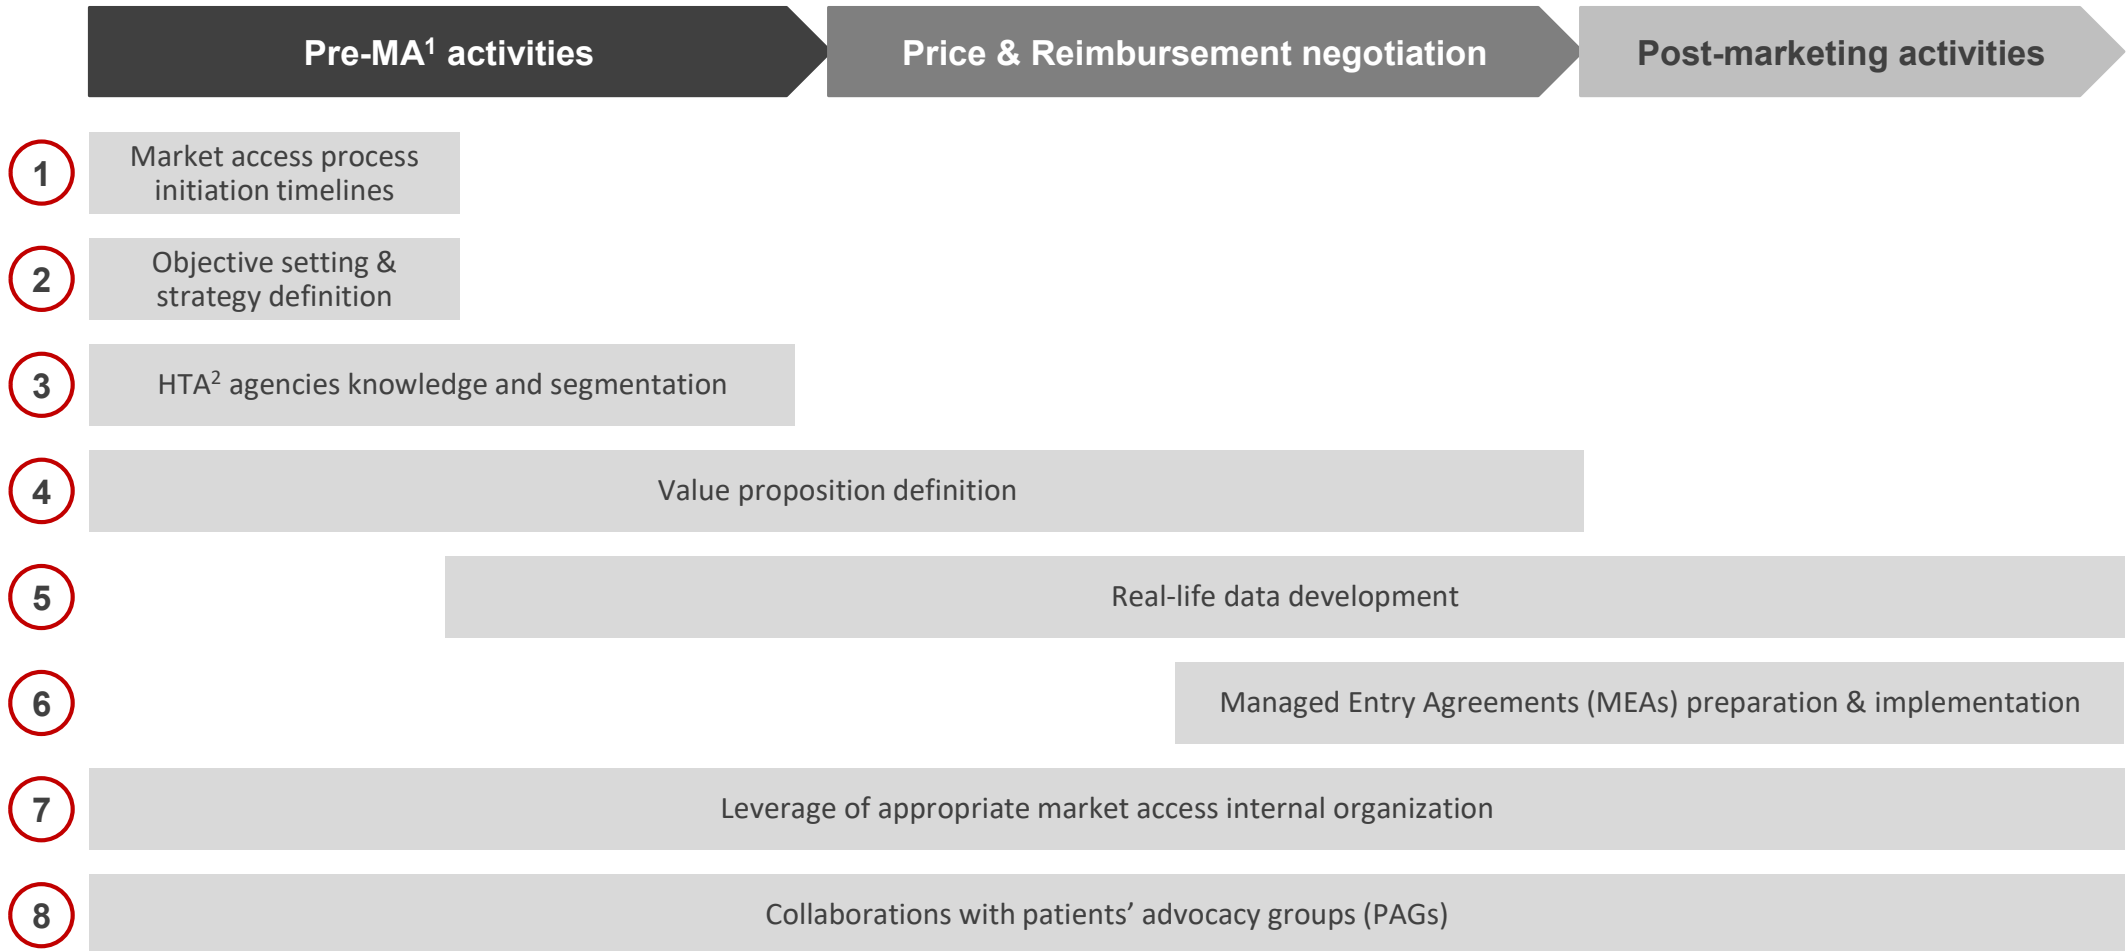 Pre-MA¹ activities
Price & Reimbursement negotiation
Post-marketing activities
1
Market access process
initiation timelines
2
Objective setting &
strategy definition
3
HTA² agencies knowledge and segmentation
4
Value proposition definition
5
Real-life data development
6
Managed Entry Agreements (MEAs) preparation & implementation
7
Leverage of appropriate market access internal organization
8
Collaborations with patients’ advocacy groups (PAGs)